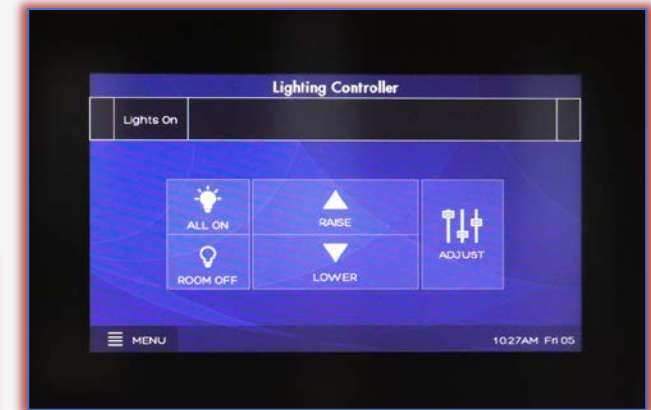 Lighting Controller
Lights On
ALL ON
RAISE
ADJUST
ROOM OFF
LOWER
MENU
10:27AM Fri 05